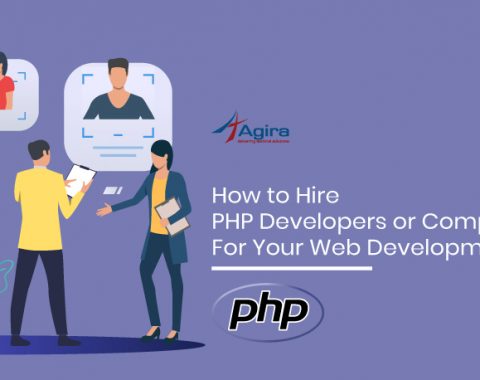 Agira
How to Hire
PHP Developers or Comp
For Your Web Developm
php